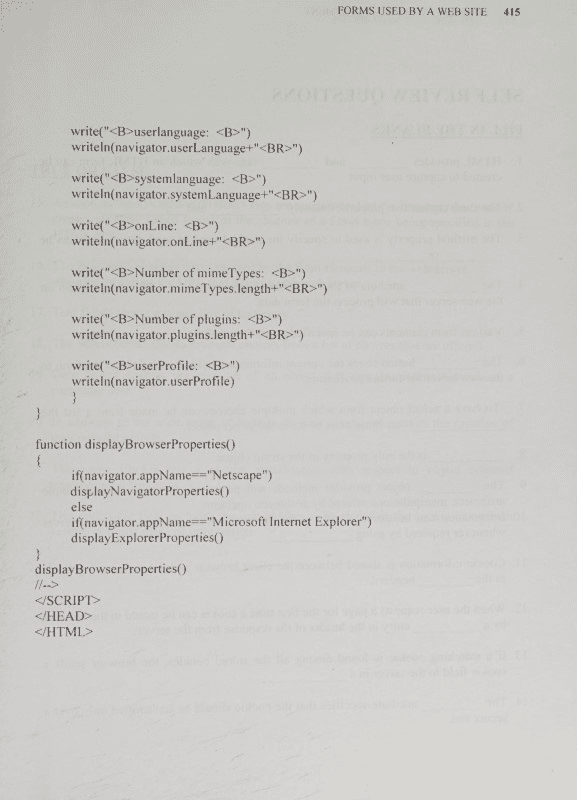 FORMS USED BY A WEB SITE 415
write("<B>userlanguage: <B>")
writeln(navigator.userLanguage+"<BR>")
write("<B>systemlanguage: <B>")
writeln(navigator.systemLanguage+"<BR>")
write("<B>onLine: <B>")
writeln(navigator.onLine+"<BR>")
write("<B>Number of mimeTypes: <B>")
writeln(navigator.mimeTypes.length+"<BR>")
write("<B>Number of plugins: <B>")
writeln(navigator.plugins.length+"<BR>")
write("<B>userProfile: <B>")
writeln(navigator.userProfile)
}
}
function displayBrowserProperties()
{
if(navigator.appName=="Netscape")
displayNavigatorProperties()
else
if(navigator.appName=="Microsoft Internet Explorer")
displayExplorerProperties()
}
displayBrowserProperties()
//-->
</SCRIPT>
</HEAD>
</HTML>